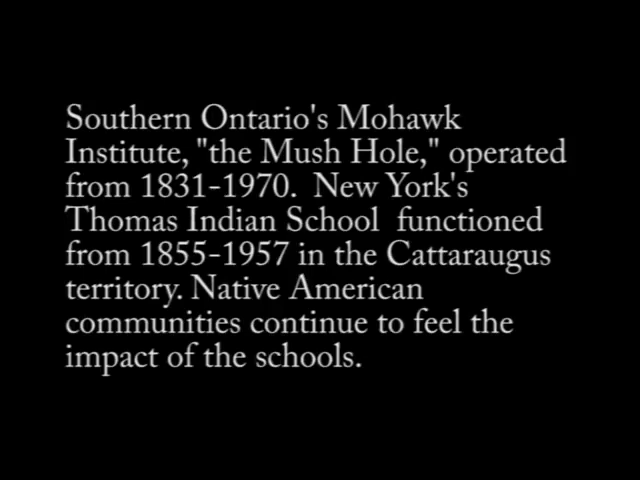 Southern Ontario's Mohawk
Institute, "the Mush Hole," operated
from 1831-1970.  New York's
Thomas Indian School  functioned
from 1855-1957 in the Cattaraugus
territory. Native American
communities continue to feel the
impact of the schools.